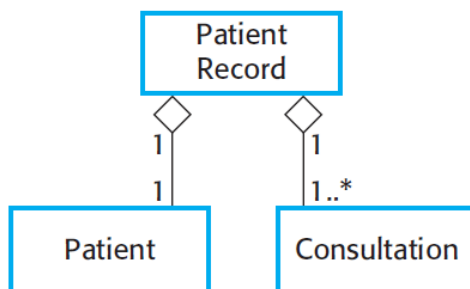 Patient
Record
1 1
1 1..*
Patient Consultation